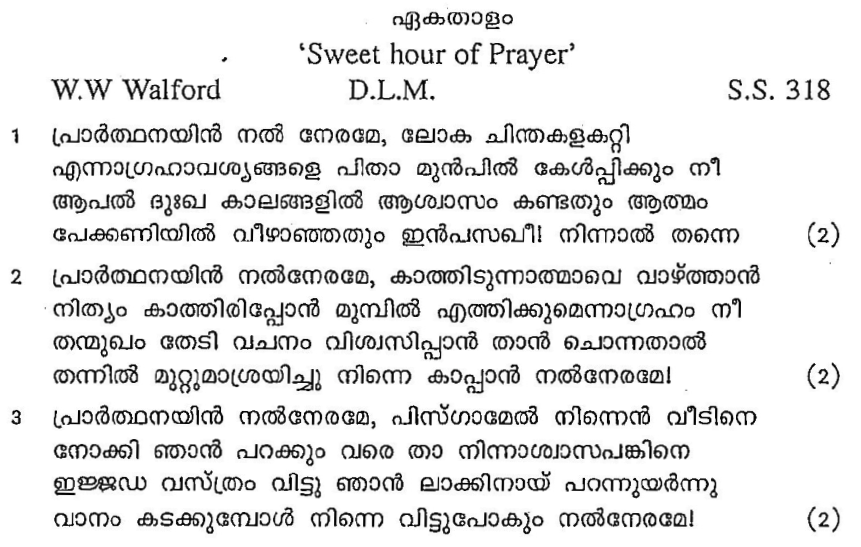 ഏകതാളം
‘Sweet hour of Prayer’
W.W Walford D.L.M. S.S. 318
1 പ്രാർത്ഥനയിൻ നൽ നേരമേ, ലോക ചിന്തകളകറ്റി
എന്നാഗ്രഹാവശ്യങ്ങളെ പിതാ മുൻപിൽ കേൾപ്പിക്കും നീ
ആപൽ ദുഃഖ കാലങ്ങളിൽ ആശ്വാസം കണ്ടതും ആത്മം
പേക്കണിയിൽ വീഴാഞ്ഞതും ഇൻപസഖീ! നിന്നാൽ തന്നെ (2)
2 പ്രാർത്ഥനയിൻ നൽനേരമേ, കാത്തിടുന്നാത്മാവെ വാഴ്ത്താൻ
നിത്യം കാത്തിരിപ്പോൻ മുമ്പിൽ എത്തിക്കുമെന്നാഗ്രഹം നീ
തന്മുഖം തേടി വചനം വിശ്വസിപ്പാൻ താൻ ചൊന്നതാൽ
തന്നിൽ മുറ്റുമാശ്രയിച്ചു നിന്നെ കാപ്പാൻ നൽനേരമേ! (2)
3 പ്രാർത്ഥനയിൻ നൽനേരമേ, പിസ്ഗാമേൽ നിന്നെൻ വീടിനെ
നോക്കി ഞാൻ പറക്കും വരെ താ നിന്നാശ്വാസപങ്കിനെ
ഇജ്ജഡ വസ്ത്രം വിട്ടു ഞാൻ ലാക്കിനായ് പറന്നുയർന്നു
വാനം കടക്കുമ്പോൾ നിന്നെ വിട്ടുപോകും നൽനേരമേ! (2)